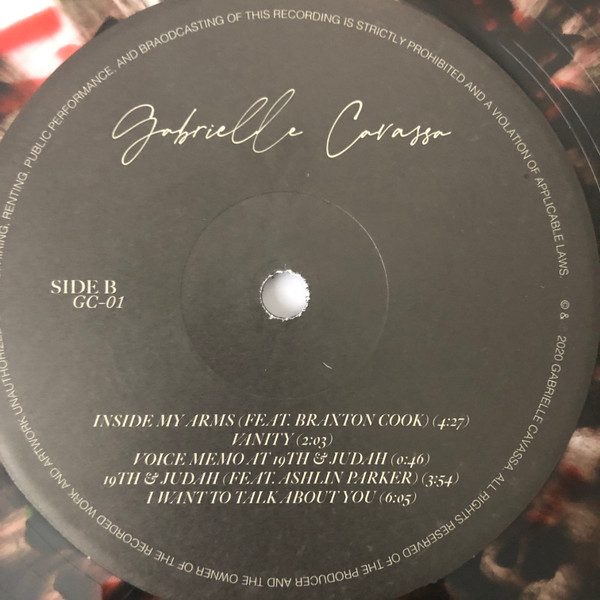 Gabrielle Cavassa
SIDE B
GC-01
INSIDE MY ARMS (FEAT. BRAXTON COOK) (4:27)
VANITY (2:03)
VOICE MEMO AT 19TH & JUDAH (0:46)
19TH & JUDAH (FEAT. ASHLIN PARKER) (3:54)
I WANT TO TALK ABOUT YOU (6:05)
© & 2020 GABRIELLE CAVASSA. ALL RIGHTS RESERVED OF THE PRODUCER AND THE OWNER OF THE RECORDED WORK AND ARTWORK. RENTING, PUBLIC PERFORMANCE, AND BRAODCASTING OF THIS RECORDING IS STRICTLY PROHIBITED AND A VIOLATION OF APPLICABLE LAWS.